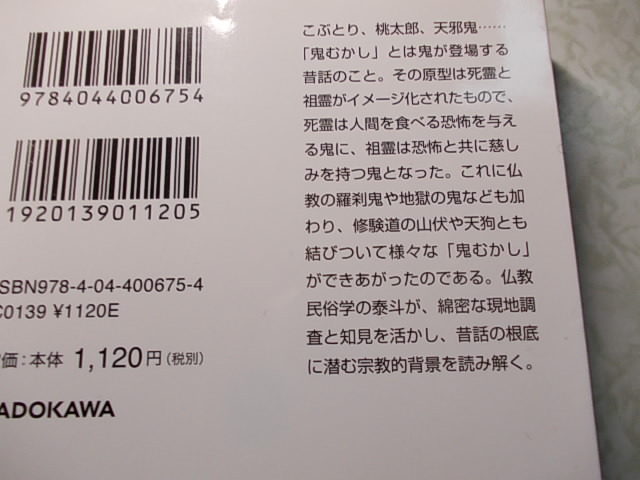 9784044006754
1920139011205
ISBN978-4-04-400675-4
C0139 ¥1120E
定価:本体 1,120円(税別)
KADOKAWA
こぶとり、桃太郎、天邪鬼……
「鬼むかし」とは鬼が登場する
昔話のこと。その原型は死霊と
祖霊がイメージ化されたもので、
死霊は人間を食べる恐怖を与え
る鬼に、祖霊は恐怖と共に慈し
みを持つ鬼となった。これに仏
教の羅刹鬼や地獄の鬼なども加
わり、修験道の山伏や天狗とも
結びついて様々な「鬼むかし」
ができあがったのである。仏教
民俗学の泰斗が、綿密な現地調
査と知見を活かし、昔話の根底
に潜む宗教的背景を読み解く。